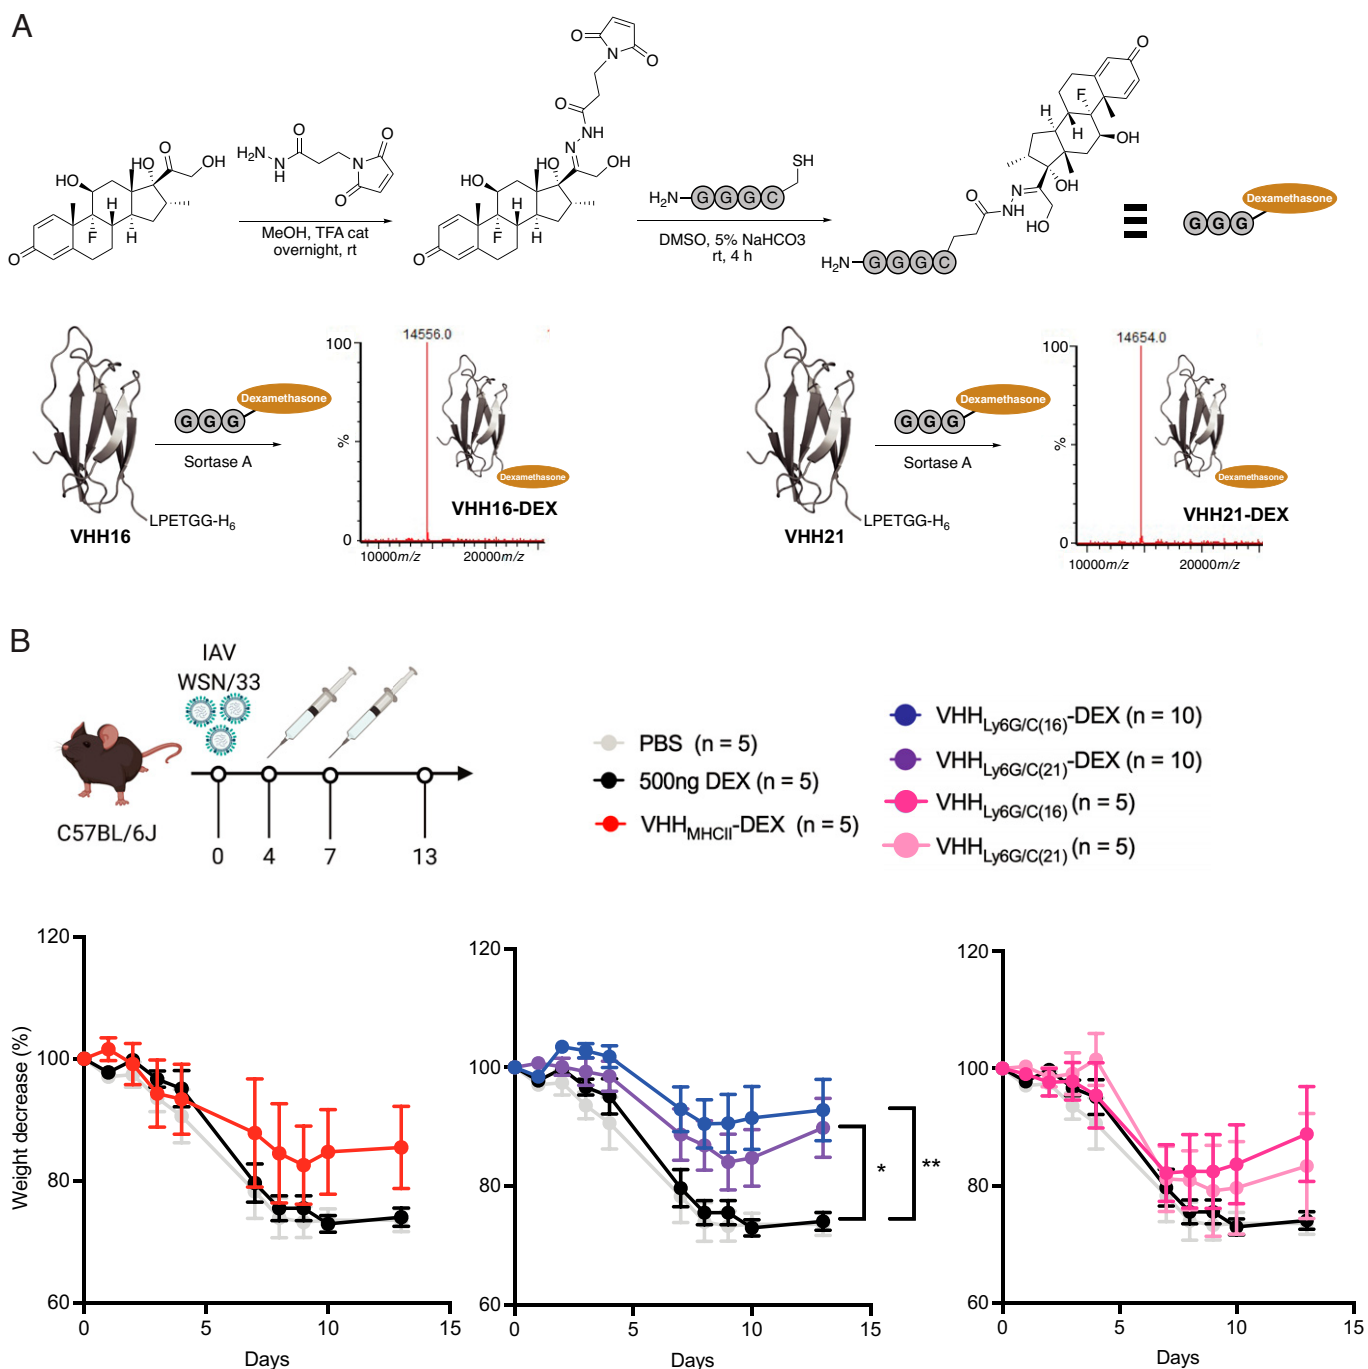 A
O
N
O
O
HN
NH
N
HO
OH
HO
H
H
F
H
O
O
OH
HO
HO
H
F
H
O
H2N
N
H
O
N
O
O
MeOH, TFA cat
overnight, rt
SH
H2N G G G C
DMSO, 5% NaHCO3
rt, 4 h
O
F
H
H
OH
OH
N
NH
O
HO
H2N G G G C
G G G
Dexamethasone
VHH16
LPETGG-H6
G G G
Dexamethasone
Sortase A
14556.0
100
%
0
10000m/z
20000m/z
Dexamethasone
VHH16-DEX
VHH21
LPETGG-H6
G G G
Dexamethasone
Sortase A
14654.0
100
%
0
10000m/z
20000m/z
Dexamethasone
VHH21-DEX
B
IAV
WSN/33
C57BL/6J
0 4 7 13
PBS (n = 5)
500ng DEX (n = 5)
VHHMHCII-DEX (n = 5)
VHHLy6G/C(16)-DEX (n = 10)
VHHLy6G/C(21)-DEX (n = 10)
VHHLy6G/C(16) (n = 5)
VHHLy6G/C(21) (n = 5)
Weight decrease (%)
120
100
80
60
0 5 10 15
Days
120
100
80
60
0 5 10 15
Days
*
**
120
100
80
60
0 5 10 15
Days